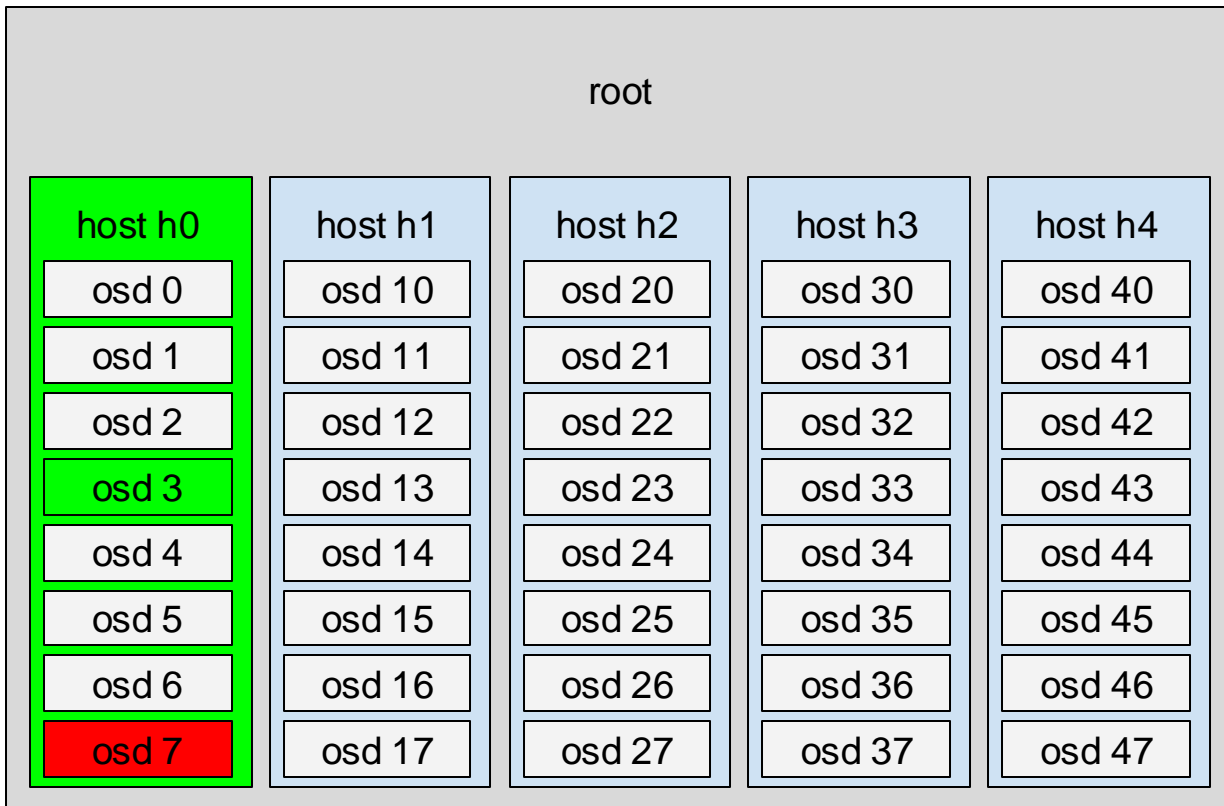 root
host h0
osd 0
osd 1
osd 2
osd 3
osd 4
osd 5
osd 6
osd 7
host h1
osd 10
osd 11
osd 12
osd 13
osd 14
osd 15
osd 16
osd 17
host h2
osd 20
osd 21
osd 22
osd 23
osd 24
osd 25
osd 26
osd 27
host h3
osd 30
osd 31
osd 32
osd 33
osd 34
osd 35
osd 36
osd 37
host h4
osd 40
osd 41
osd 42
osd 43
osd 44
osd 45
osd 46
osd 47